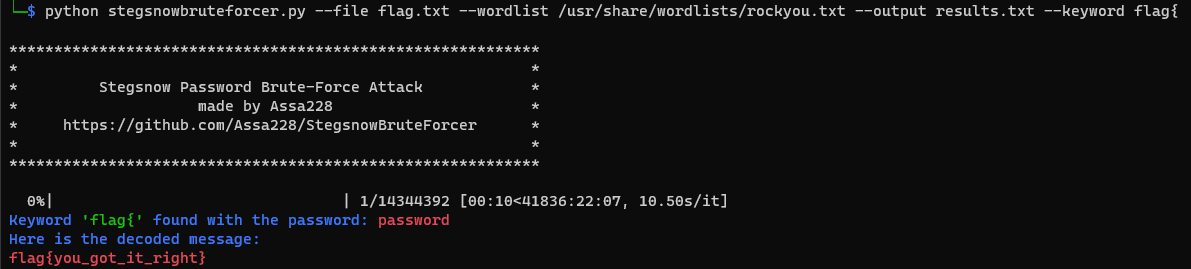 └─$ python stegsnowbruteforcer.py --file flag.txt --wordlist /usr/share/wordlists/rockyou.txt --output results.txt --keyword flag{
***********************************************************
*                                                         *
*          Stegsnow Password Brute-Force Attack            *
*                     made by Assa228                      *
*      https://github.com/Assa228/StegsnowBruteForcer      *
*                                                         *
***********************************************************
  0%|                                | 1/14344392 [00:10<41836:22:07, 10.50s/it]
Keyword 'flag{' found with the password: password
Here is the decoded message:
flag{you_got_it_right}